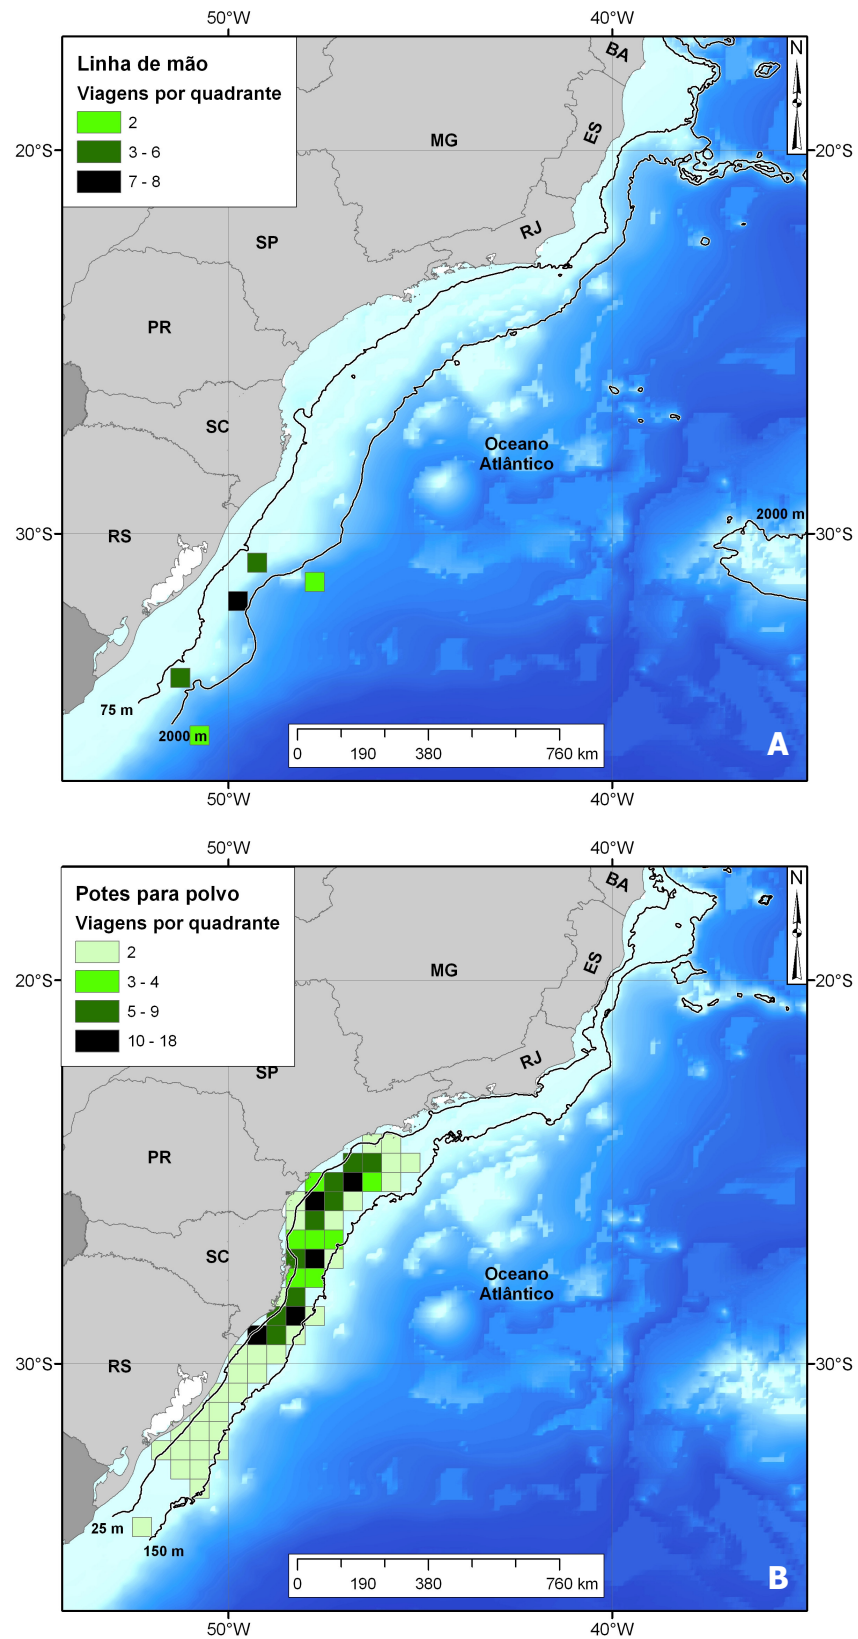 50°W 40°W
Linha de mão
Viagens por quadrante
2
3 - 6
7 - 8
BA
N
MG
ES
20°S 20°S
RJ
SP
PR
SC
Oceano
Atlântico
2000 m
RS
30°S 30°S
75 m
2000 m
0 190 380 760 km
A
50°W 40°W
50°W 40°W
Potes para polvo
Viagens por quadrante
2
3 - 4
5 - 9
10 - 18
BA
N
MG
ES
20°S 20°S
RJ
SP
PR
SC
Oceano
Atlântico
RS
30°S 30°S
25 m
150 m
0 190 380 760 km
B
50°W 40°W